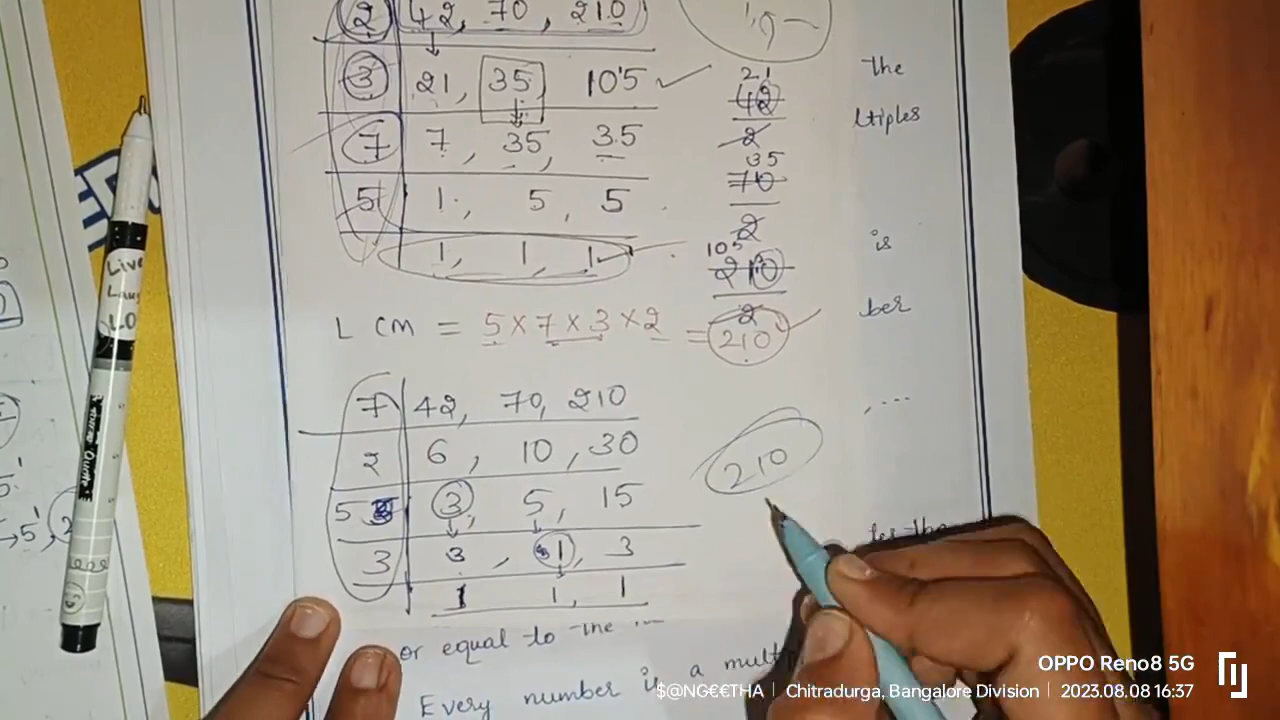 2 42, 70, 210
3 21, 35, 105
7 7, 35, 35
5 1, 5, 5
1, 1, 1
LCM = 5×7×3×2 = 210
7 42, 70, 210
2 6, 10, 30
5 3, 5, 15
3 3, 1, 3
1 1, 1
or equal to the ...
Every number is a
21
42
2
35
70
2
105
210
2
210
the
ltiples
is
ber
, ...
Live
OPPO Reno8 5G
$@NG€€THA | Chitradurga, Bangalore Division | 2023.08.08 16:37